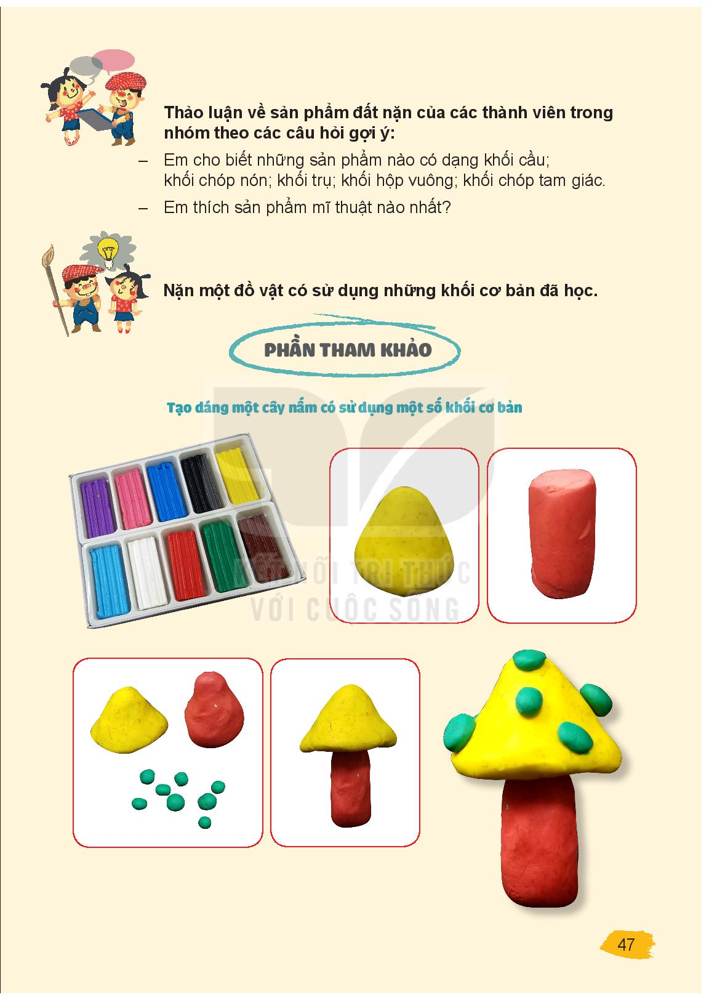 Thảo luận về sản phẩm đất nặn của các thành viên trong
nhóm theo các câu hỏi gợi ý:
– Em cho biết những sản phẩm nào có dạng khối cầu;
khối chóp nón; khối trụ; khối hộp vuông; khối chóp tam giác.
– Em thích sản phẩm mĩ thuật nào nhất?
Nặn một đồ vật có sử dụng những khối cơ bản đã học.
PHẦN THAM KHẢO
Tạo dáng một cây nấm có sử dụng một số khối cơ bản
KẾT NỐI TRI THỨC
VỚI CUỘC SỐNG
47